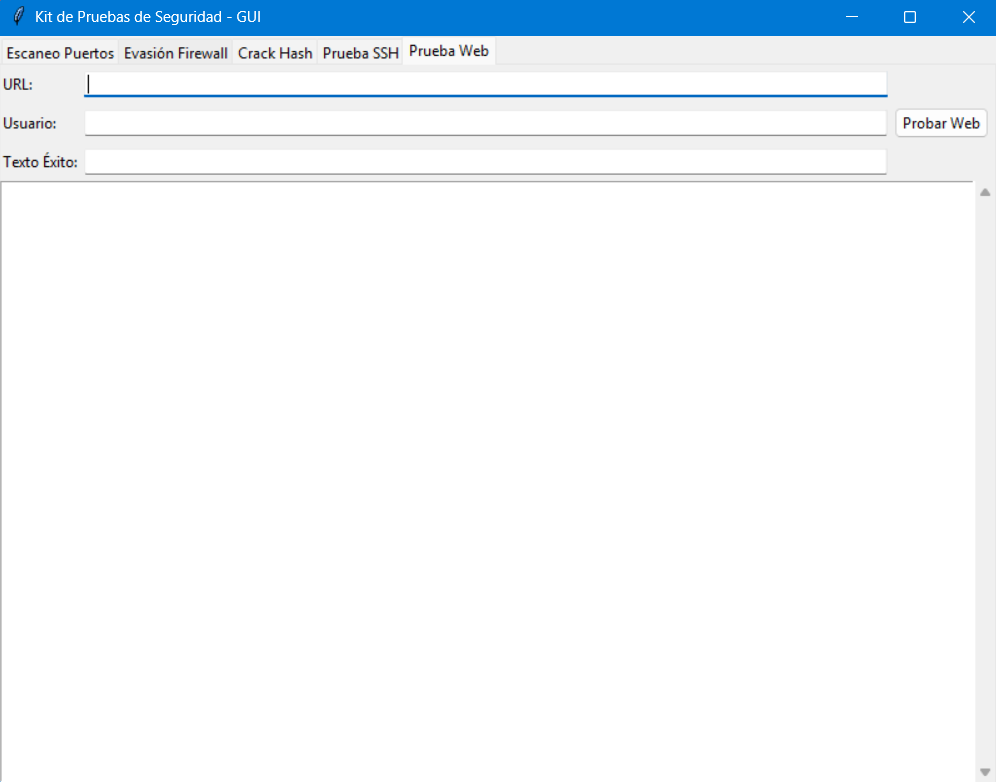 Kit de Pruebas de Seguridad - GUI
Escaneo Puertos Evasión Firewall Crack Hash Prueba SSH Prueba Web
URL:
Usuario: Probar Web
Texto Éxito: